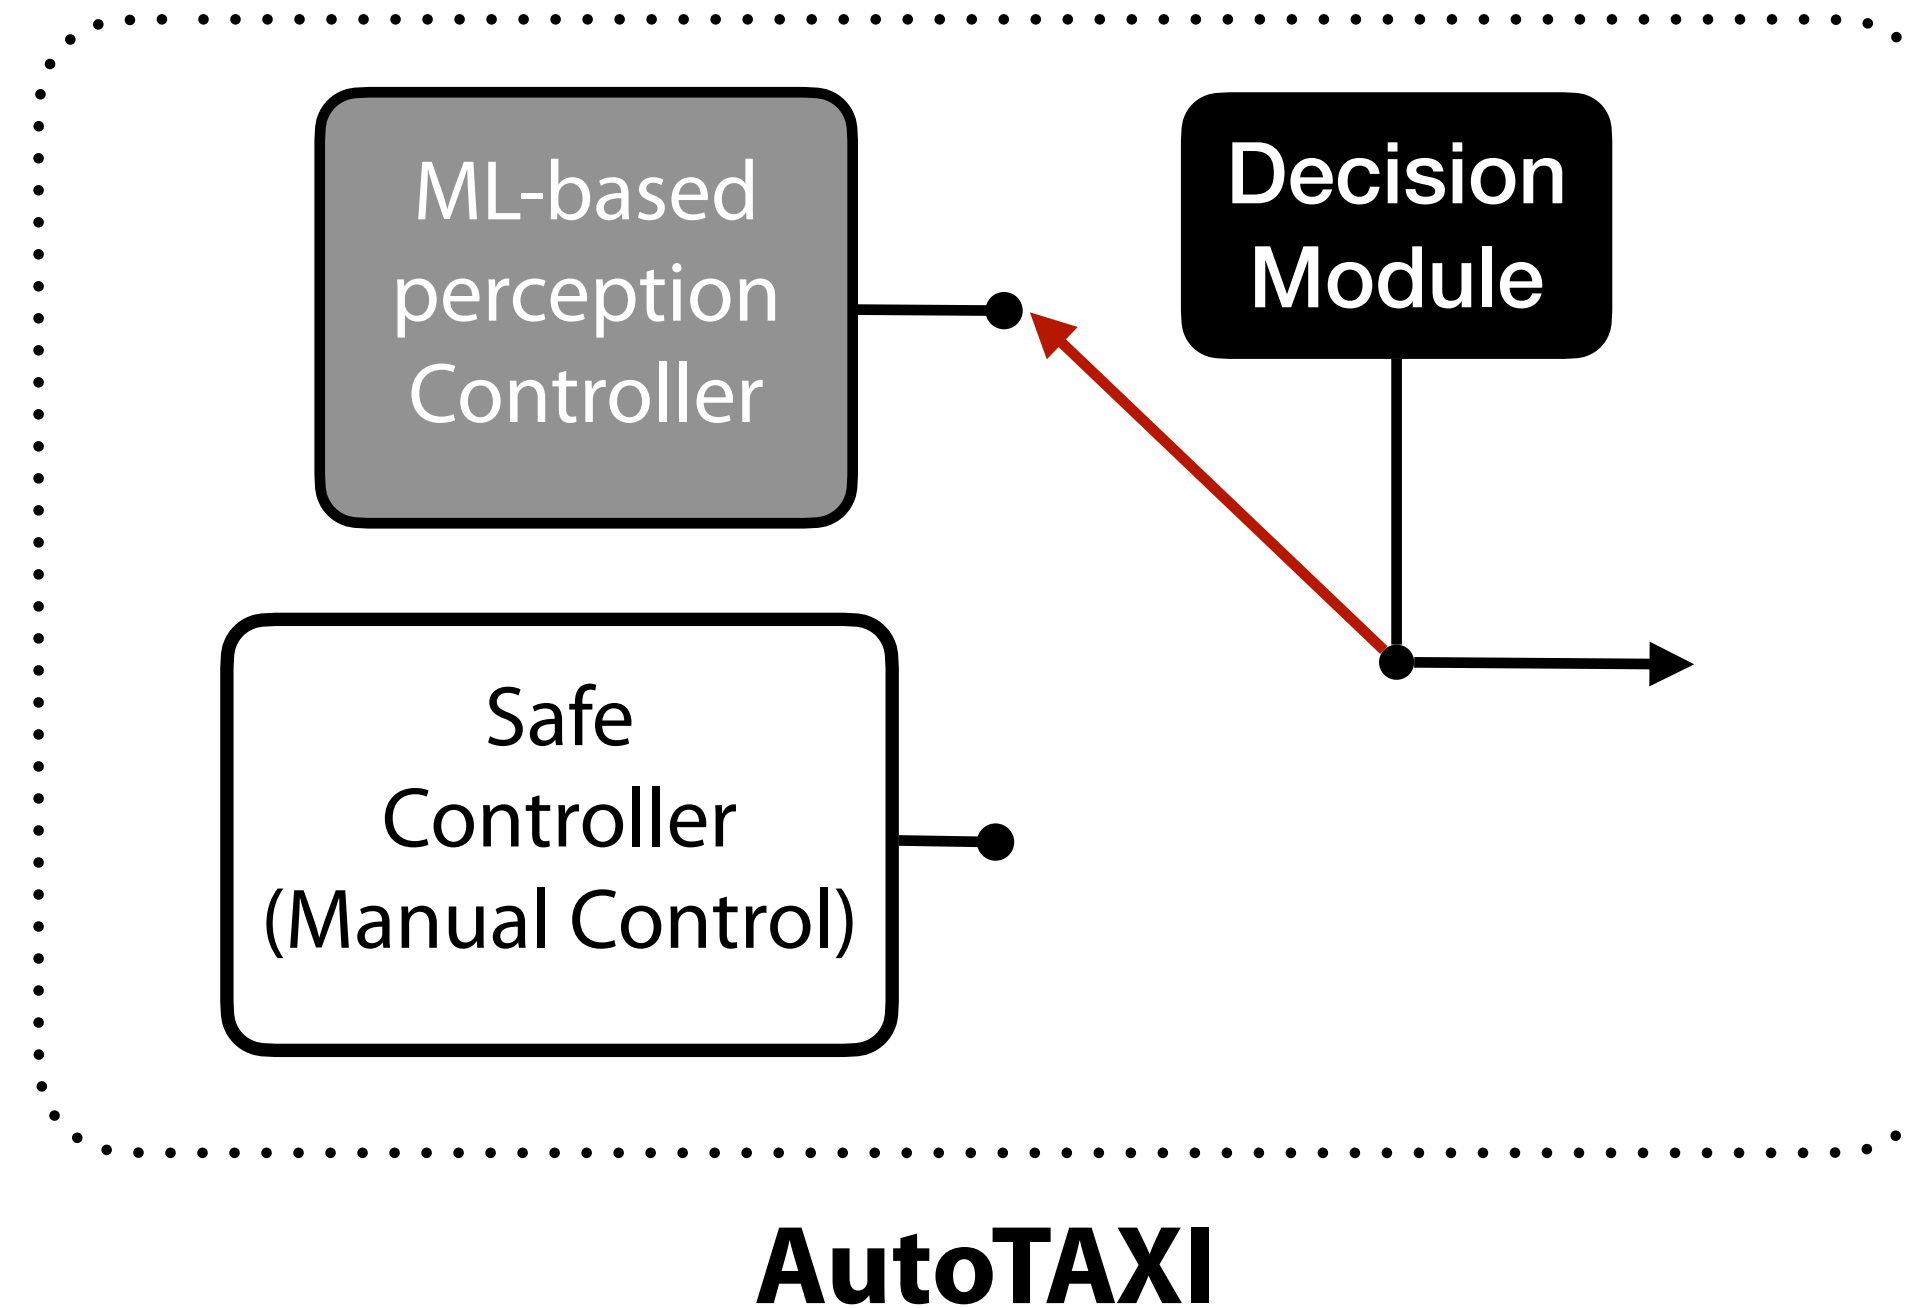 ML-based
perception
Controller
Decision
Module
Safe
Controller
(Manual Control)
AutoTAXI